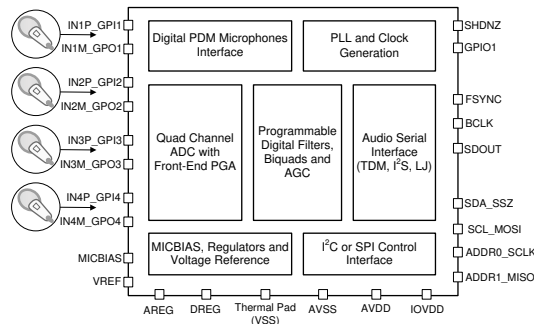 IN1P_GPI1
IN1M_GPO1
IN2P_GPI2
IN2M_GPO2
IN3P_GPI3
IN3M_GPO3
IN4P_GPI4
IN4M_GPO4
MICBIAS
VREF
Digital PDM Microphones
Interface
PLL and Clock
Generation
Quad Channel
ADC with
Front-End PGA
Programmable
Digital Filters,
Biquads and
AGC
Audio Serial
Interface
(TDM, I²S, LJ)
MICBIAS, Regulators and
Voltage Reference
I²C or SPI Control
Interface
SHDNZ
GPIO1
FSYNC
BCLK
SDOUT
SDA_SSZ
SCL_MOSI
ADDR0_SCLK
ADDR1_MISO
AREG
DREG
Thermal Pad
(VSS)
AVSS
AVDD
IOVDD